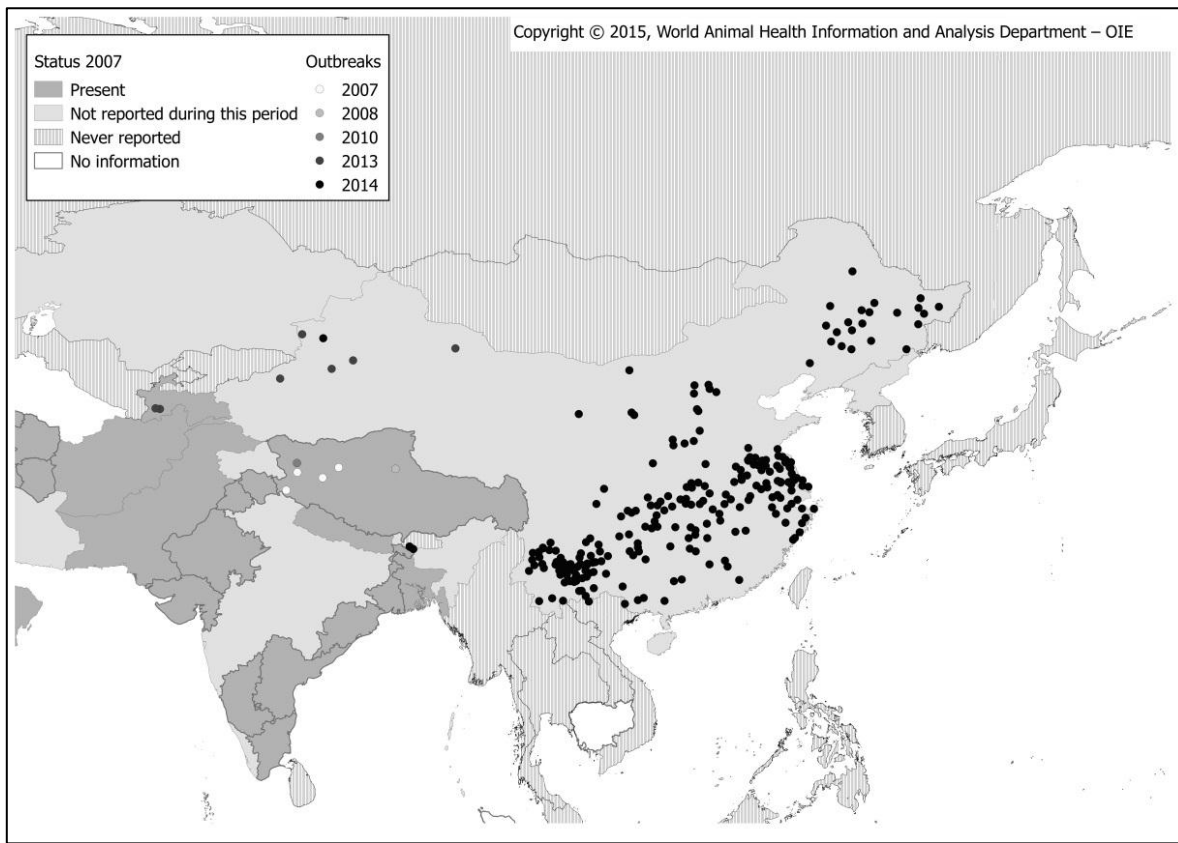 Copyright © 2015, World Animal Health Information and Analysis Department – OIE
Status 2007
Present
Not reported during this period
Never reported
No information
Outbreaks
2007
2008
2010
2013
2014